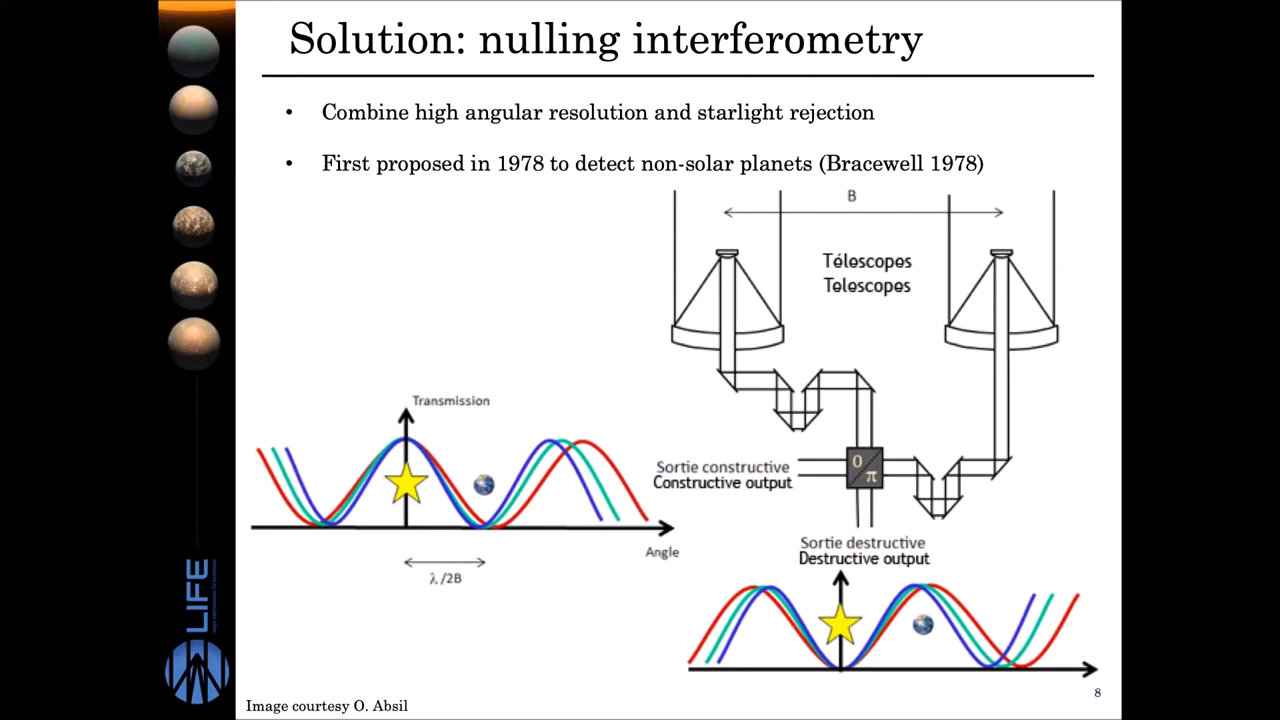 Solution: nulling interferometry
• Combine high angular resolution and starlight rejection
• First proposed in 1978 to detect non-solar planets (Bracewell 1978)
B
Télescopes
Telescopes
Transmission
0
π
Sortie constructive
Constructive output
Angle
λ/2B
Sortie destructive
Destructive output
LIFE
8
Image courtesy O. Absil